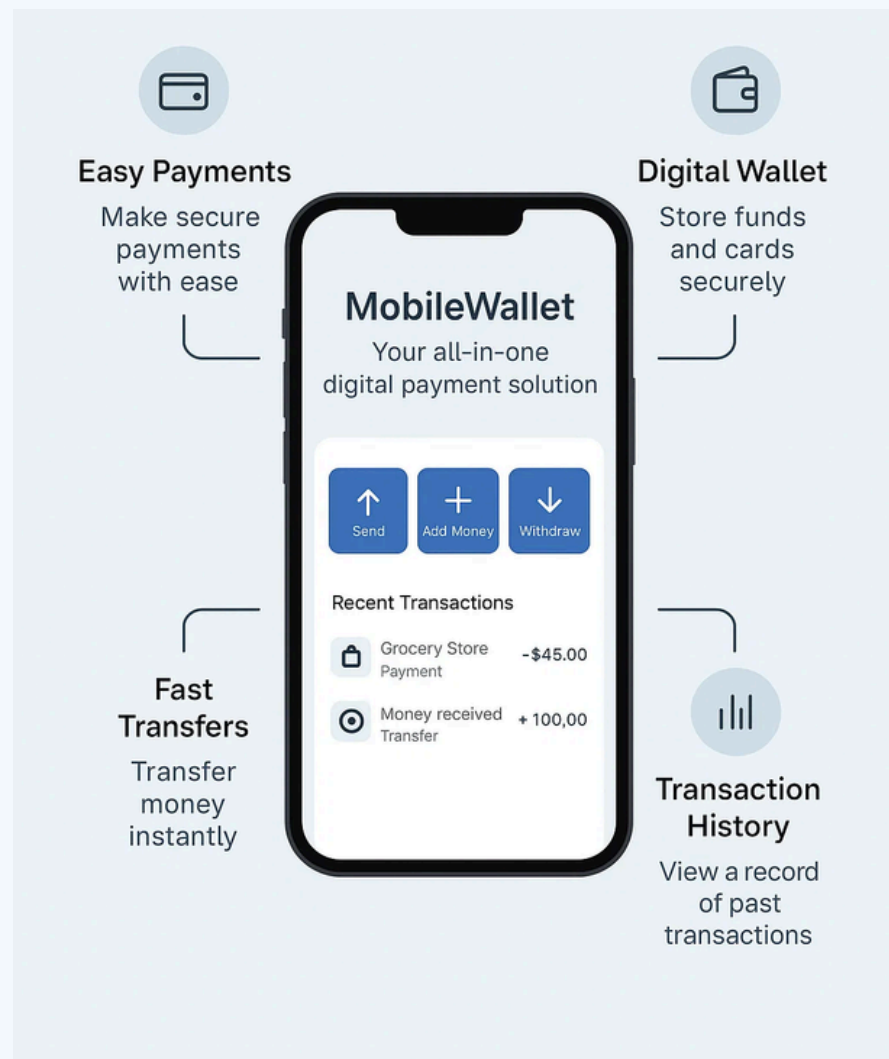 Easy Payments
Make secure
payments
with ease
Digital Wallet
Store funds
and cards
securely
MobileWallet
Your all-in-one
digital payment solution
Send
Add Money
Withdraw
Recent Transactions
Grocery Store
Payment
-$45.00
Money received
Transfer
+ 100,00
Fast
Transfers
Transfer
money
instantly
Transaction
History
View a record
of past
transactions